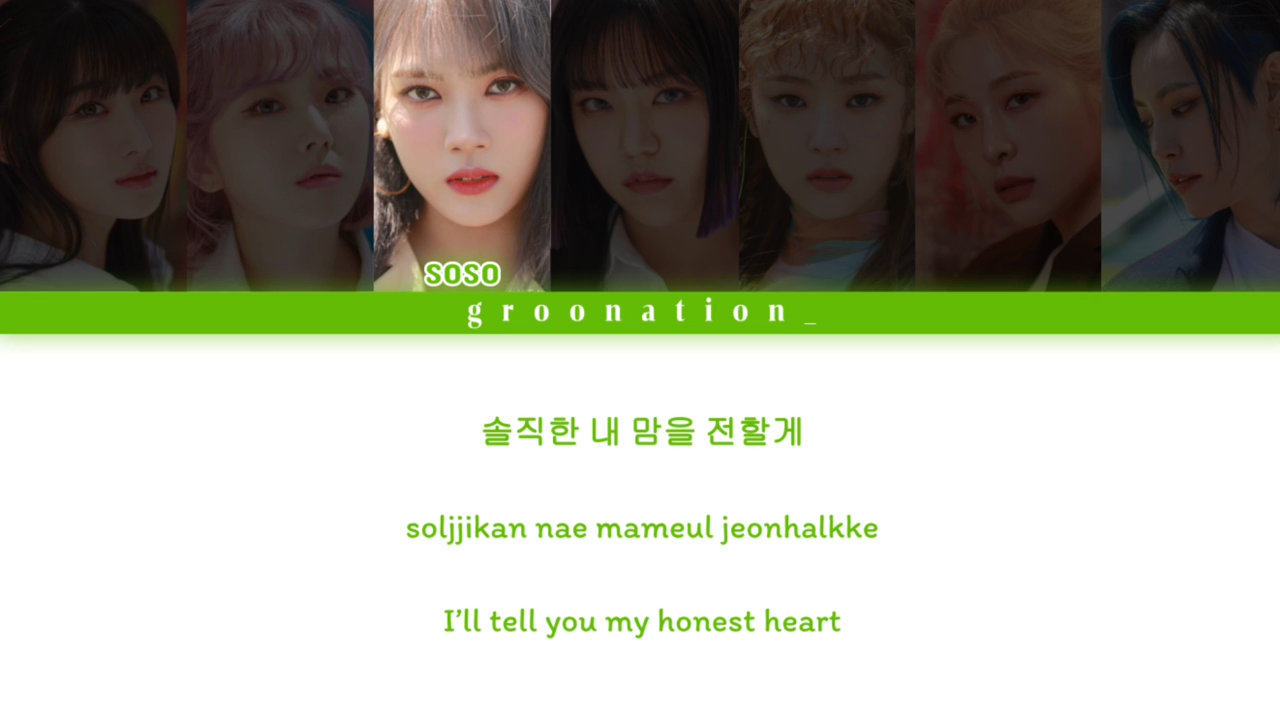 SOSO
groonation_
솔직한 내 맘을 전할게
soljjikan nae mameul jeonhalkke
I'll tell you my honest heart